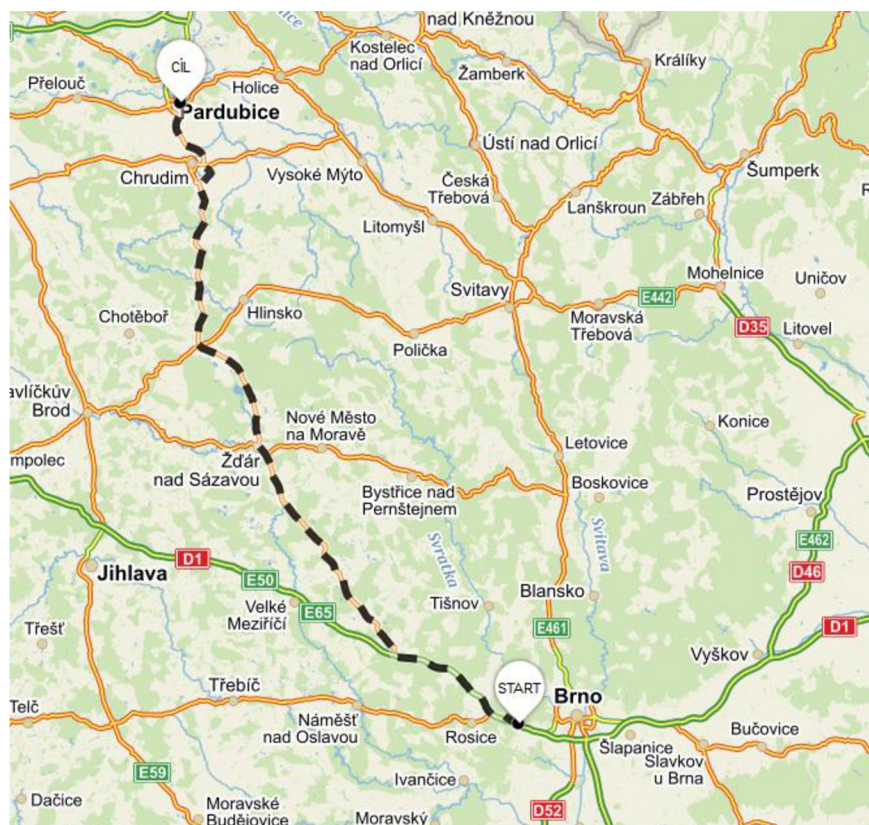 nad Kněžnou
Kostelec
nad Orlicí
Králíky
Žamberk
CÍL
Holice
Přelouč
Pardubice
Ústí nad Orlicí
Šumperk
Chrudim
Vysoké Mýto
Česká
Třebová
Lanškroun
Zábřeh
Litomyšl
Mohelnice
Uničov
Svitavy
E442
Hlinsko
Moravská
Třebová
D35
Chotěboř
Litovel
Polička
avlíčkův
Brod
Nové Město
na Moravě
Konice
Letovice
mpolec
Žďár
nad Sázavou
Bystřice nad
Pernštejnem
Boskovice
Prostějov
Svitava
E462
Svratka
D1
Jihlava
E50
D46
Blansko
Velké
Meziříčí
E65
Tišnov
E461
D1
Třešť
Vyškov
START
Třebíč
Brno
Telč
Náměšť
nad Oslavou
Rosice
Šlapanice
Bučovice
Slavkov
u Brna
E59
Ivančice
Dačice
Moravské
Budějovice
Moravský
D52